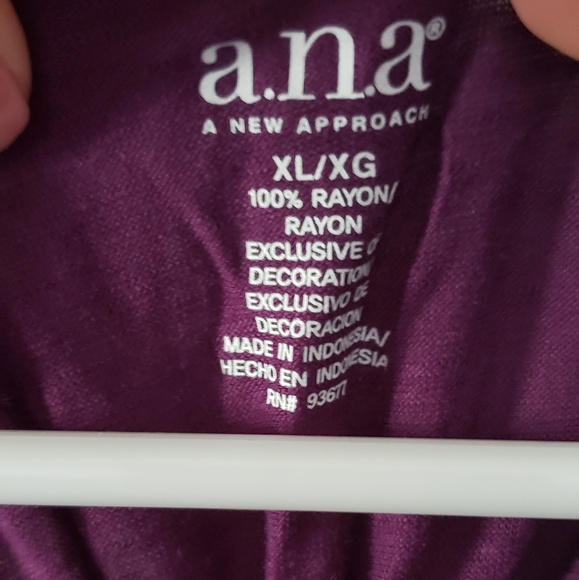 a.n.a®
A NEW APPROACH
XL/XG
100% RAYON/
RAYON
EXCLUSIVE OF
DECORATION
EXCLUSIVO DE
DECORACION
MADE IN INDONESIA/
HECHO EN INDONESIA
RN# 93677